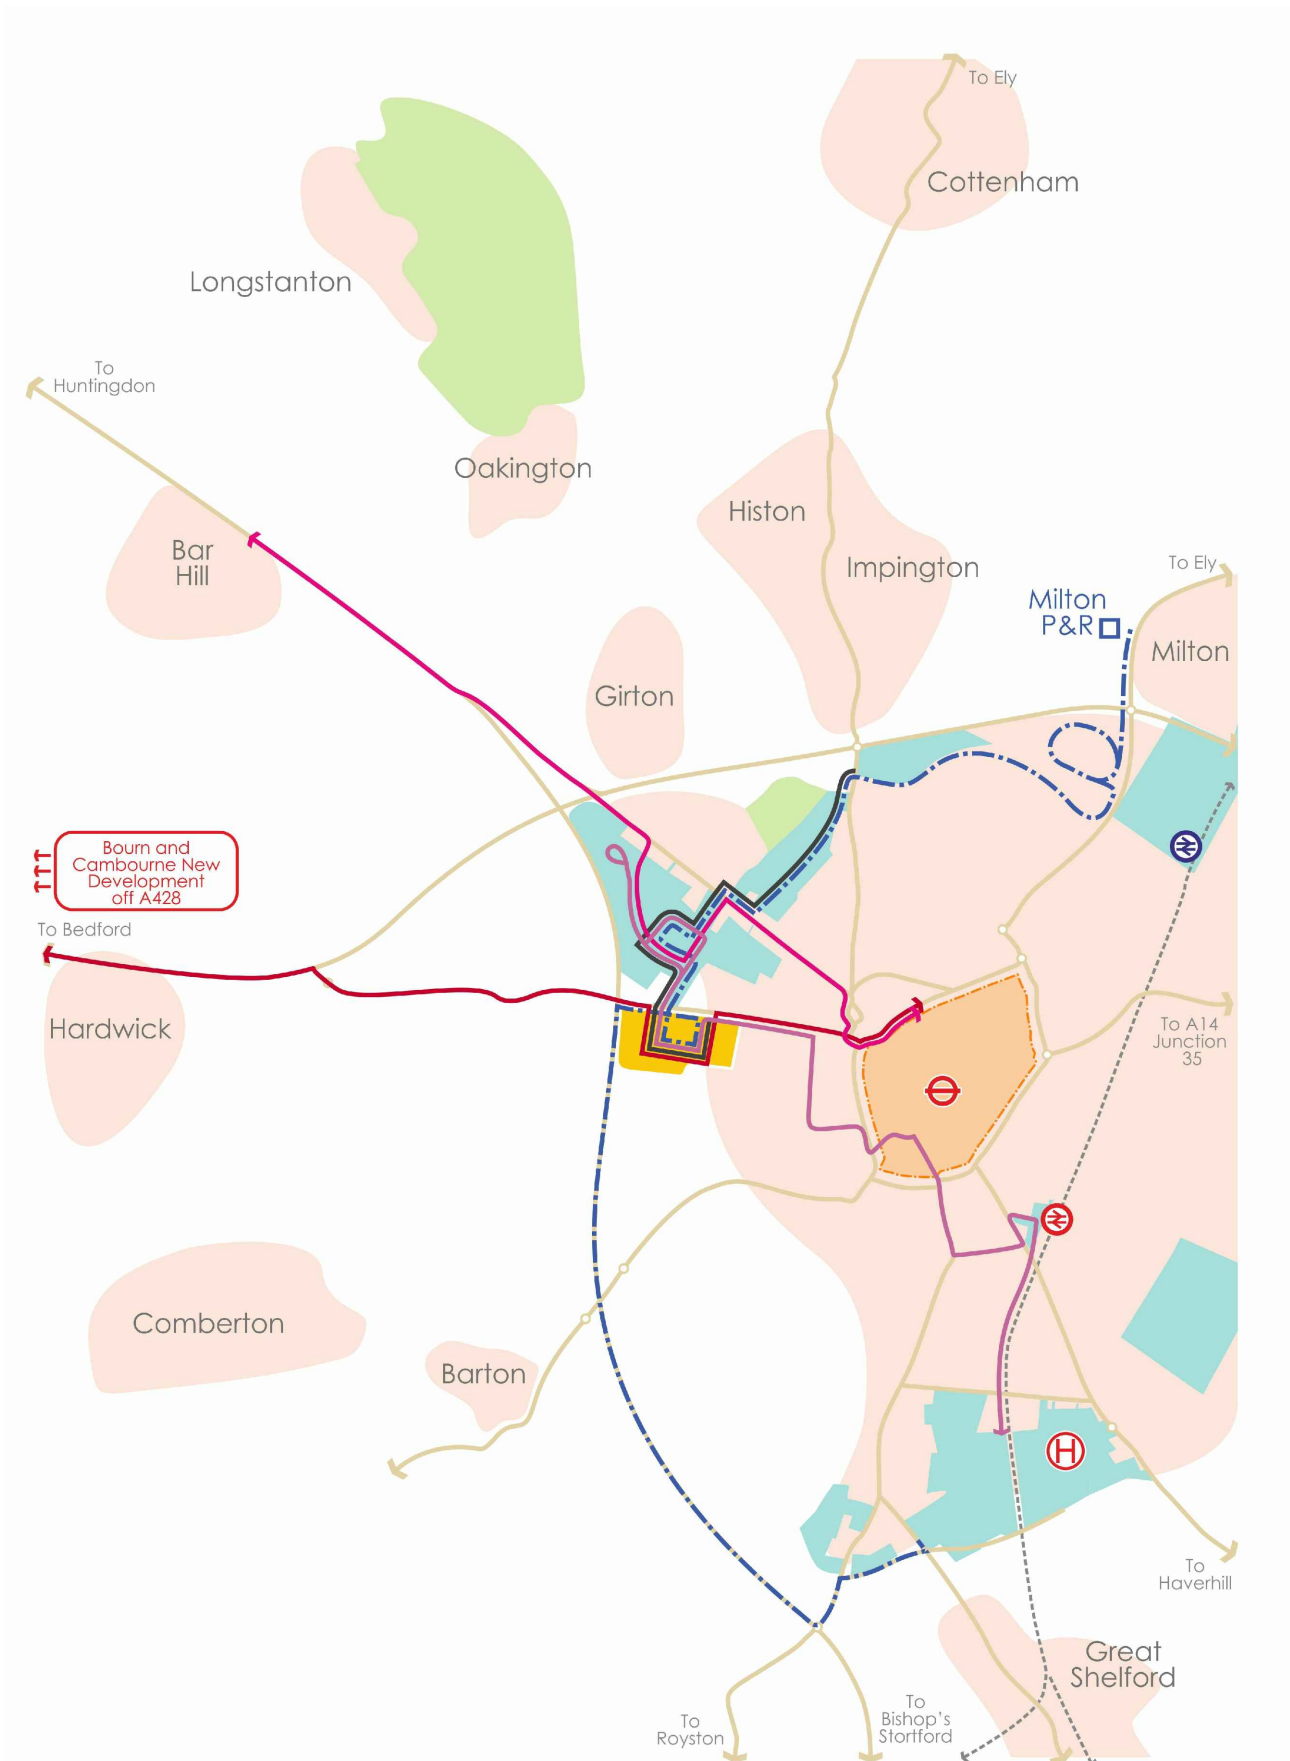 To Ely
Cottenham
Longstanton
To
Huntingdon
Oakington
Histon
Bar
Hill
Impington
To Ely
Milton
P&R
Milton
Girton
Bourn and
Cambourne New
Development
off A428
To Bedford
Hardwick
To A14
Junction
35
Comberton
Barton
H
To
Haverhill
Great
Shelford
To
Royston
To
Bishop's
Stortford